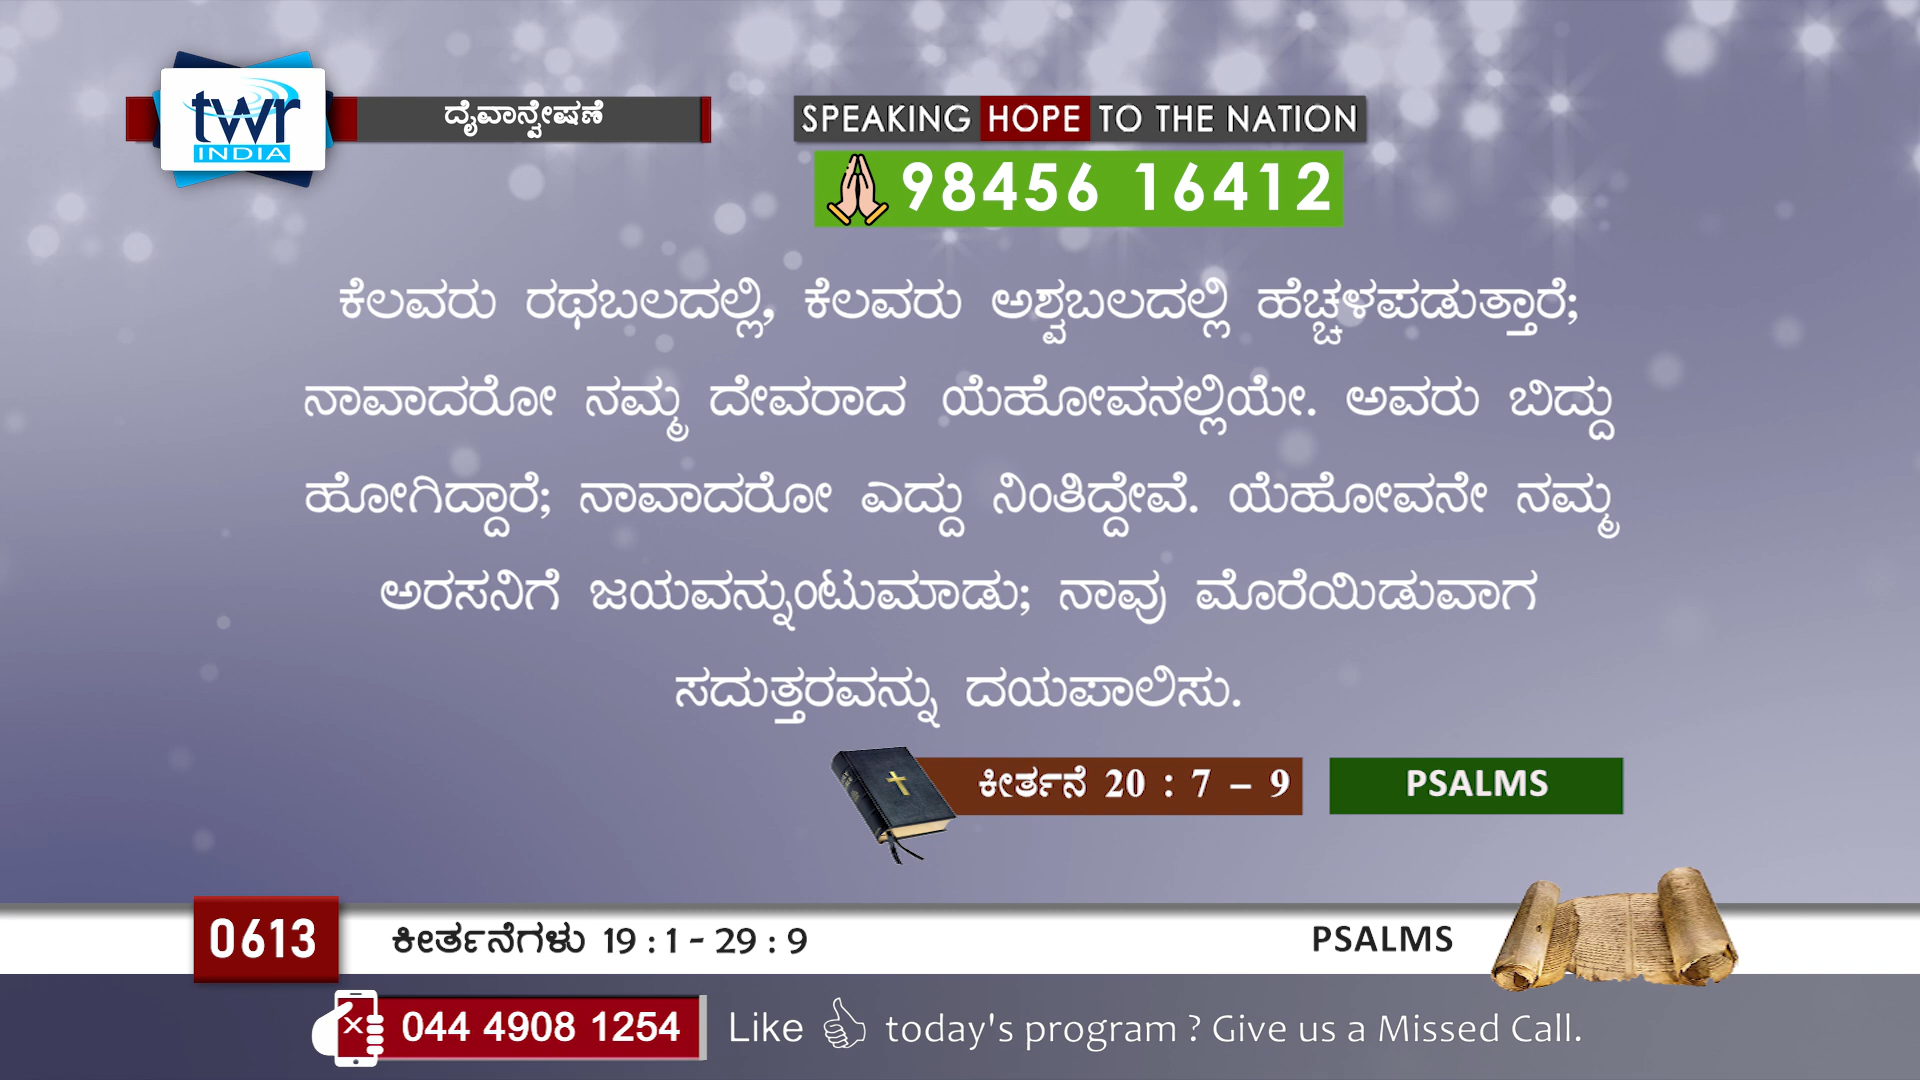 twr
INDIA
ದೈವಾನ್ವೇಷಣೆ
SPEAKING HOPE TO THE NATION
98456 16412
ಕೆಲವರು ರಥಬಲದಲ್ಲಿ, ಕೆಲವರು ಅಶ್ವಬಲದಲ್ಲಿ ಹೆಚ್ಚಳಪಡುತ್ತಾರೆ;
ನಾವಾದರೋ ನಮ್ಮ ದೇವರಾದ ಯೆಹೋವನಲ್ಲಿಯೇ. ಅವರು ಬಿದ್ದು
ಹೋಗಿದ್ದಾರೆ; ನಾವಾದರೋ ಎದ್ದು ನಿಂತಿದ್ದೇವೆ. ಯೆಹೋವನೇ ನಮ್ಮ
ಅರಸನಿಗೆ ಜಯವನ್ನುಂಟುಮಾಡು; ನಾವು ಮೊರೆಯಿಡುವಾಗ
ಸದುತ್ತರವನ್ನು ದಯಪಾಲಿಸು.
ಕೀರ್ತನೆ 20 : 7 – 9
PSALMS
0613
ಕೀರ್ತನೆಗಳು 19 : 1 - 29 : 9
PSALMS
044 4908 1254
Like today's program ? Give us a Missed Call.